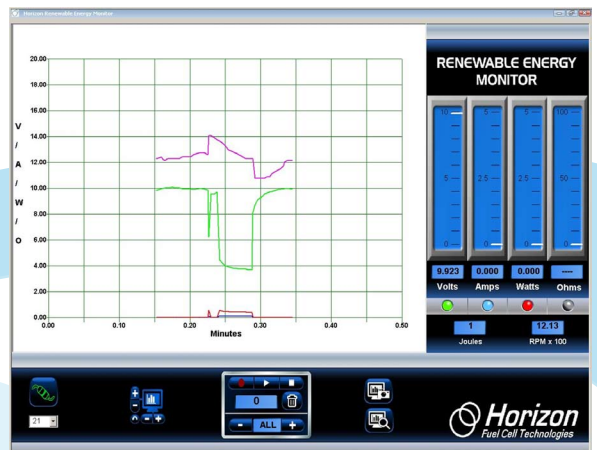 Horizon Renewable Energy Monitor
20.00
18.00
16.00
14.00
12.00
10.00
8.00
6.00
4.00
2.00
0.00
V
/
A
/
W
/
O
0.00 0.10 0.20 0.30 0.40 0.50
Minutes
RENEWABLE ENERGY
MONITOR
10 5 5 100
5 2.5 2.5 50
0 0 0 0
9.923 0.000 0.000 ----
Volts Amps Watts Ohms
1 12.13
Joules RPM x 100
21
+
-
- - +
0
- ALL +
Horizon
Fuel Cell Technologies